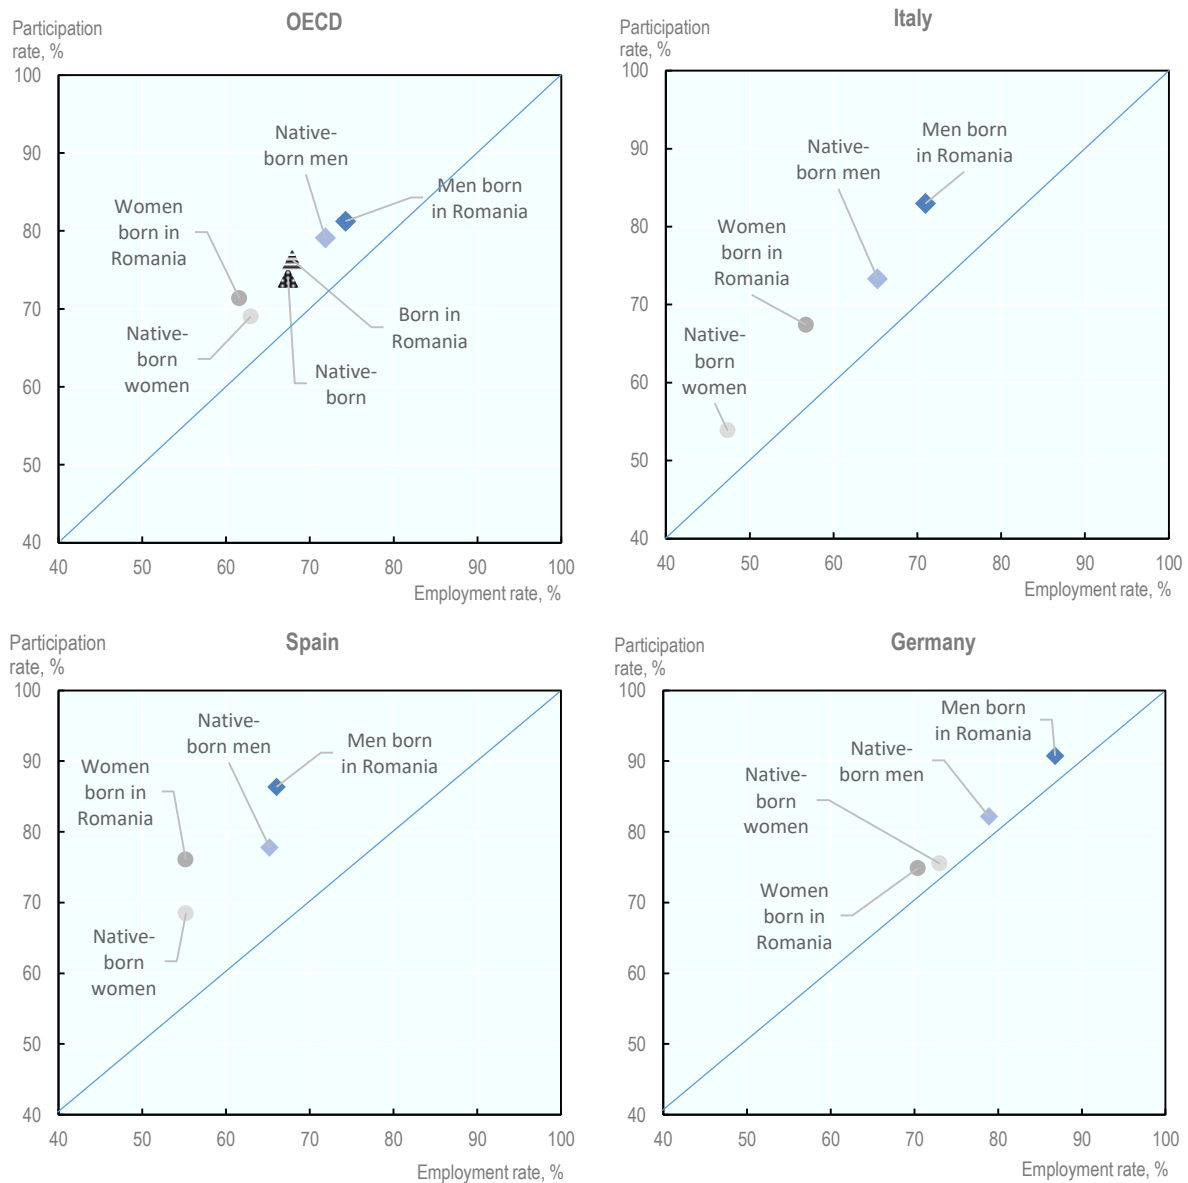 OECD
Participation
rate, %
100
90
80
70
60
50
40
40
50
60
70
80
90
100
Employment rate, %
Native-
born men
Men born
in Romania
Women
born in
Romania
Native-
born
women
Born in
Romania
Native-
born
Italy
Participation
rate, %
100
90
80
70
60
50
40
40
50
60
70
80
90
100
Employment rate, %
Men born
in Romania
Native-
born men
Women
born in
Romania
Native-
born
women
Spain
Participation
rate, %
100
90
80
70
60
50
40
40
50
60
70
80
90
100
Employment rate, %
Native-
born men
Men born
in Romania
Women
born in
Romania
Native-
born
women
Germany
Participation
rate, %
100
90
80
70
60
50
40
40
50
60
70
80
90
100
Employment rate, %
Men born
in Romania
Native-
born men
Native-
born
women
Women
born in
Romania